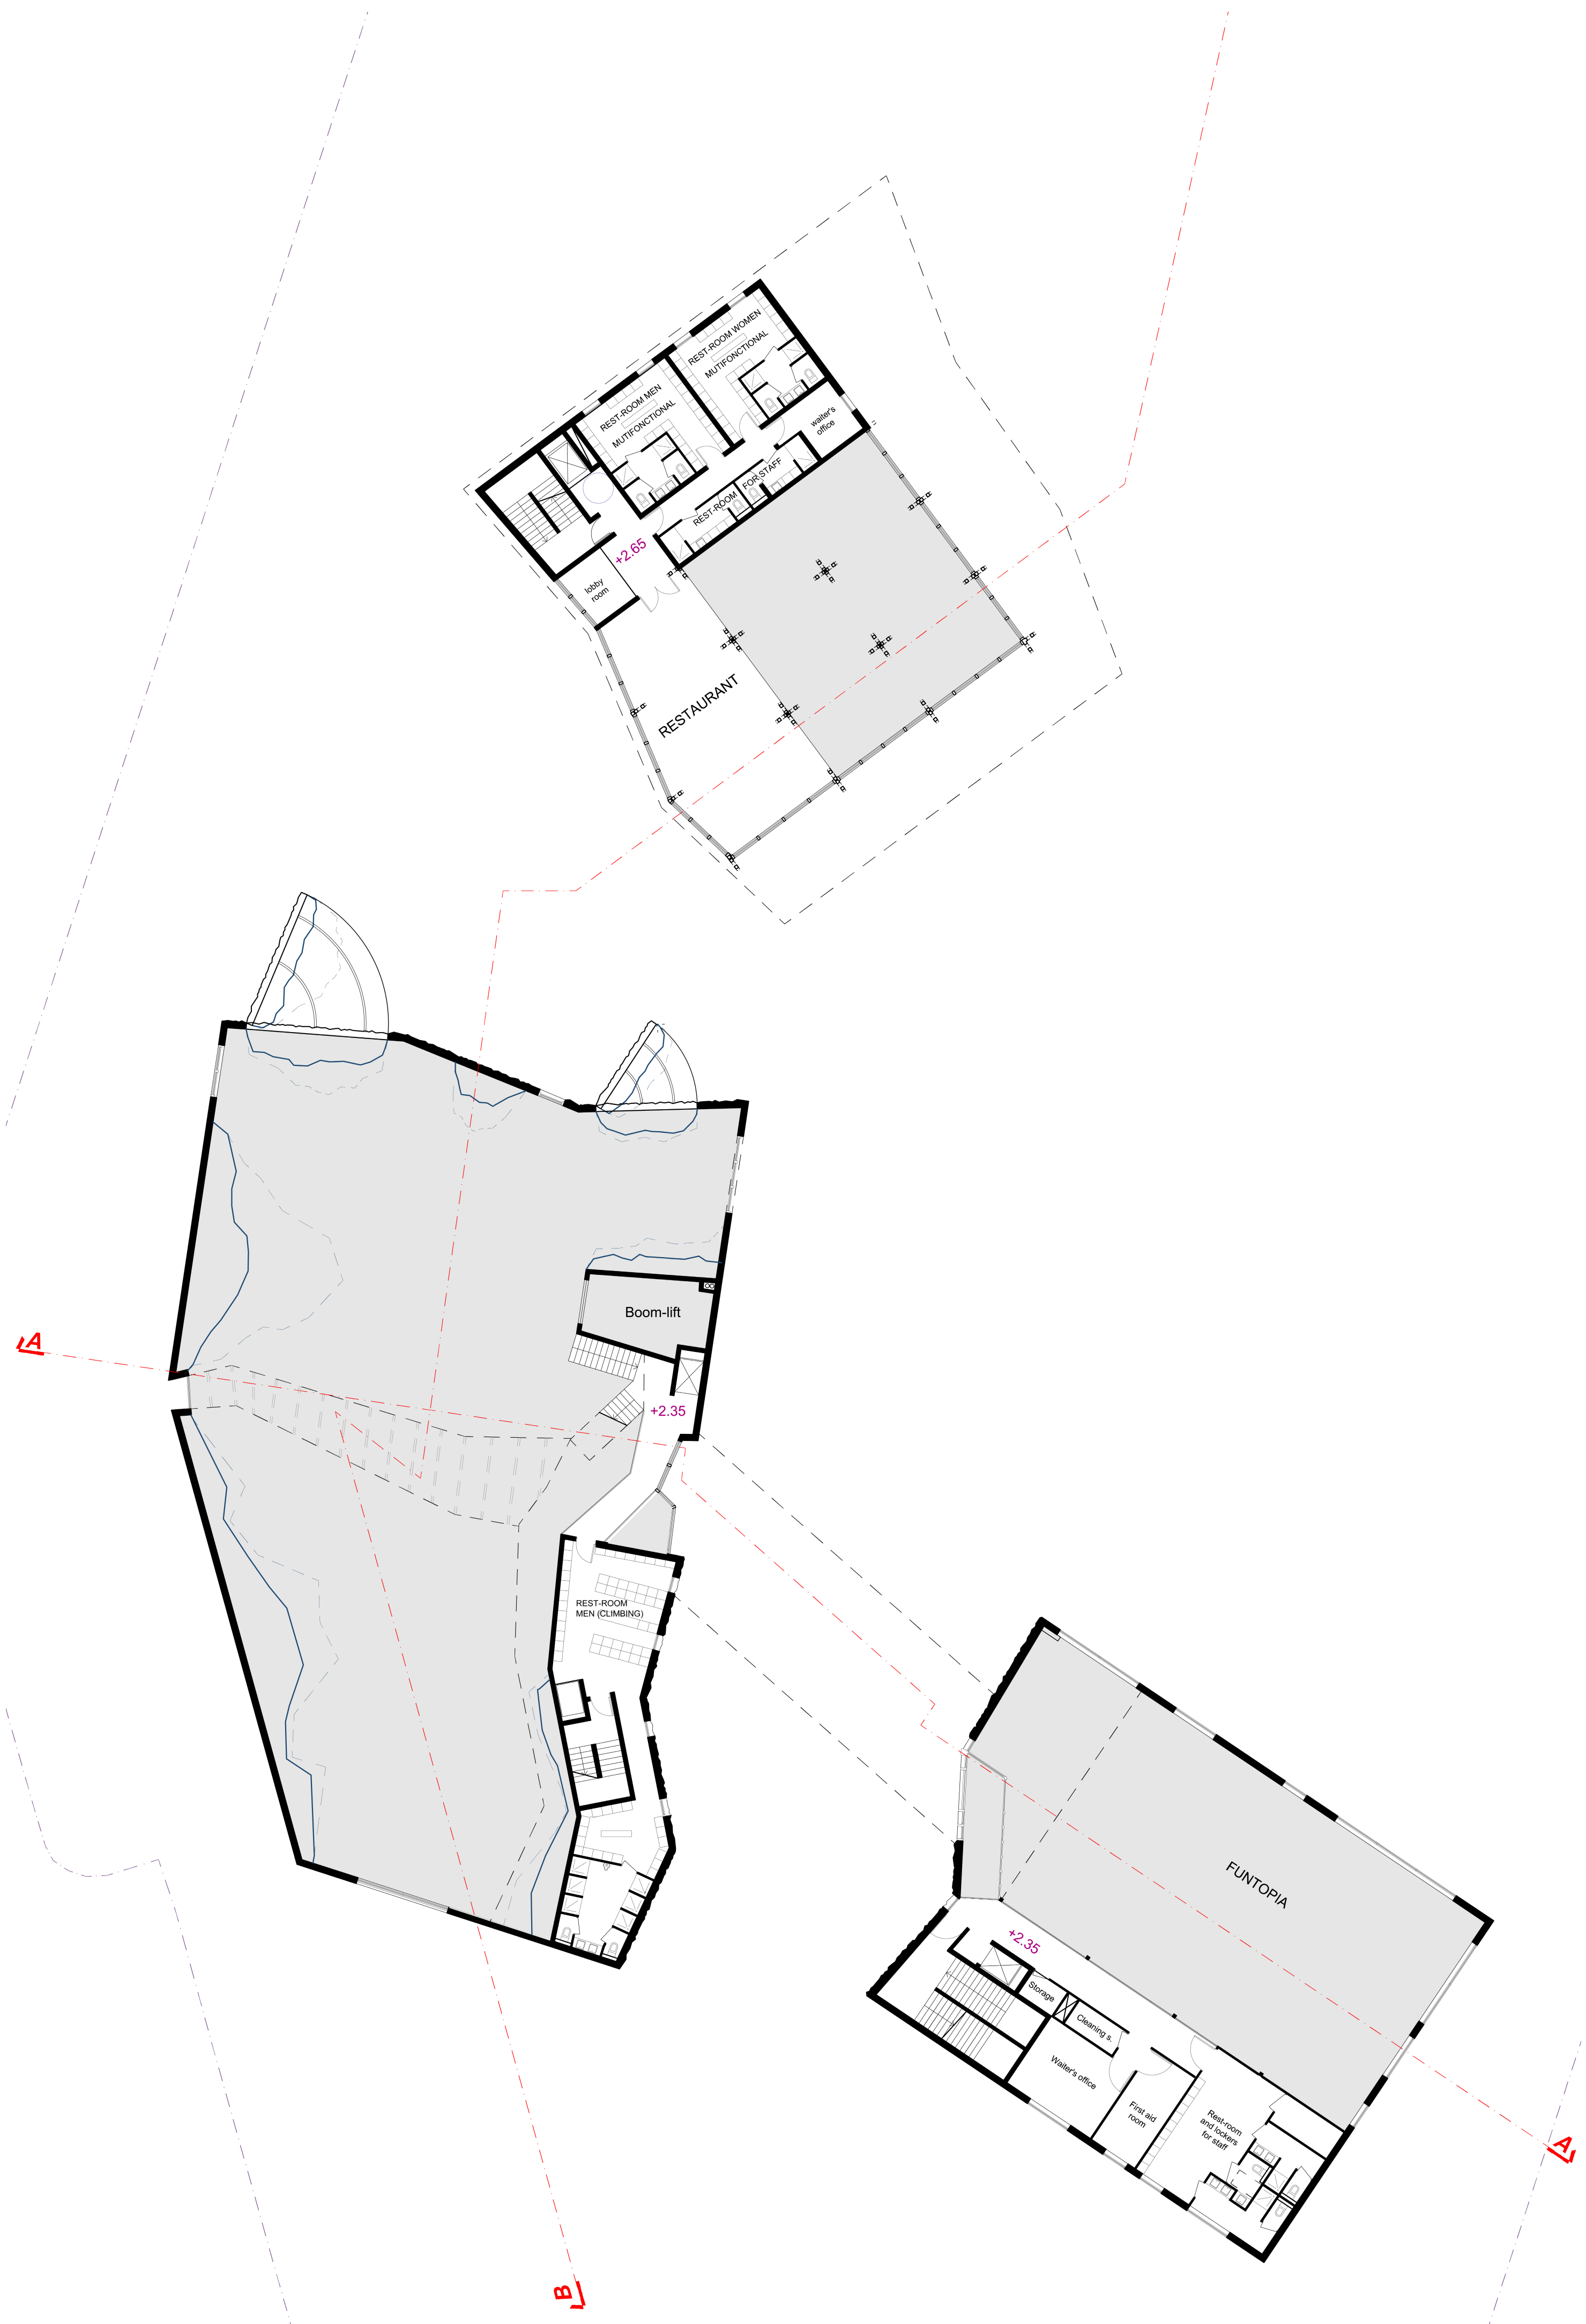 REST-ROOM WOMEN
MUTIFONCTIONAL
REST-ROOM MEN
MUTIFONCTIONAL
waiter's
office
REST-ROOM
FOR STAFF
+2.65
lobby
room
RESTAURANT
Boom-lift
A
+2.35
REST-ROOM
MEN (CLIMBING)
FUNTOPIA
+2.35
Storage
Cleaning s.
Waiter's office
First aid
room
Rest-room
and lockers
for staff
A
B